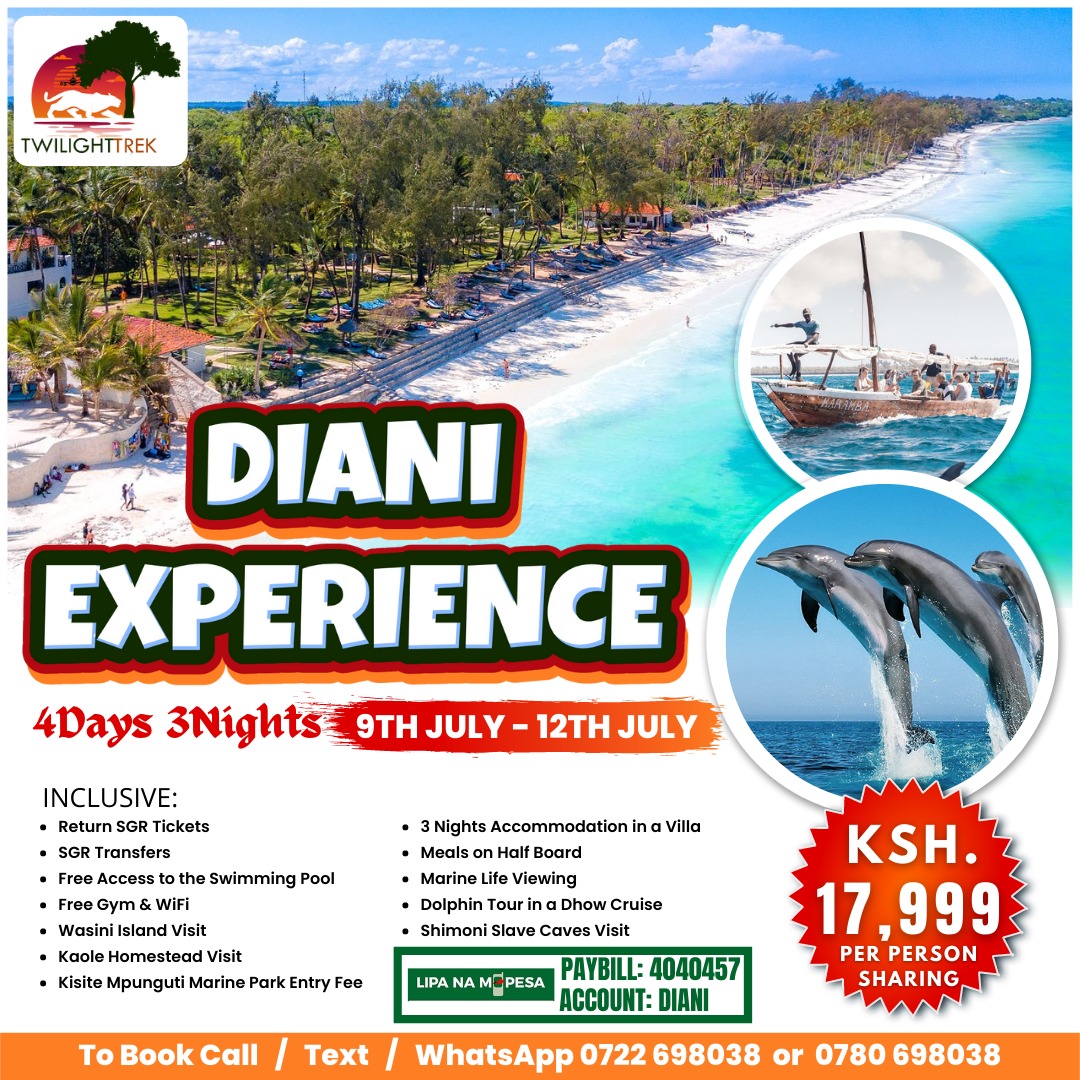 TWILIGHTTREK
HARAMBA
DIANI
EXPERIENCE
4Days 3Nights
9TH JULY - 12TH JULY
INCLUSIVE:
• Return SGR Tickets
• SGR Transfers
• Free Access to the Swimming Pool
• Free Gym & WiFi
• Wasini Island Visit
• Kaole Homestead Visit
• Kisite Mpunguti Marine Park Entry Fee
• 3 Nights Accommodation in a Villa
• Meals on Half Board
• Marine Life Viewing
• Dolphin Tour in a Dhow Cruise
• Shimoni Slave Caves Visit
LIPA NA M-PESA
PAYBILL: 4040457
ACCOUNT: DIANI
KSH.
17,999
PER PERSON
SHARING
To Book Call / Text / WhatsApp 0722 698038 or 0780 698038